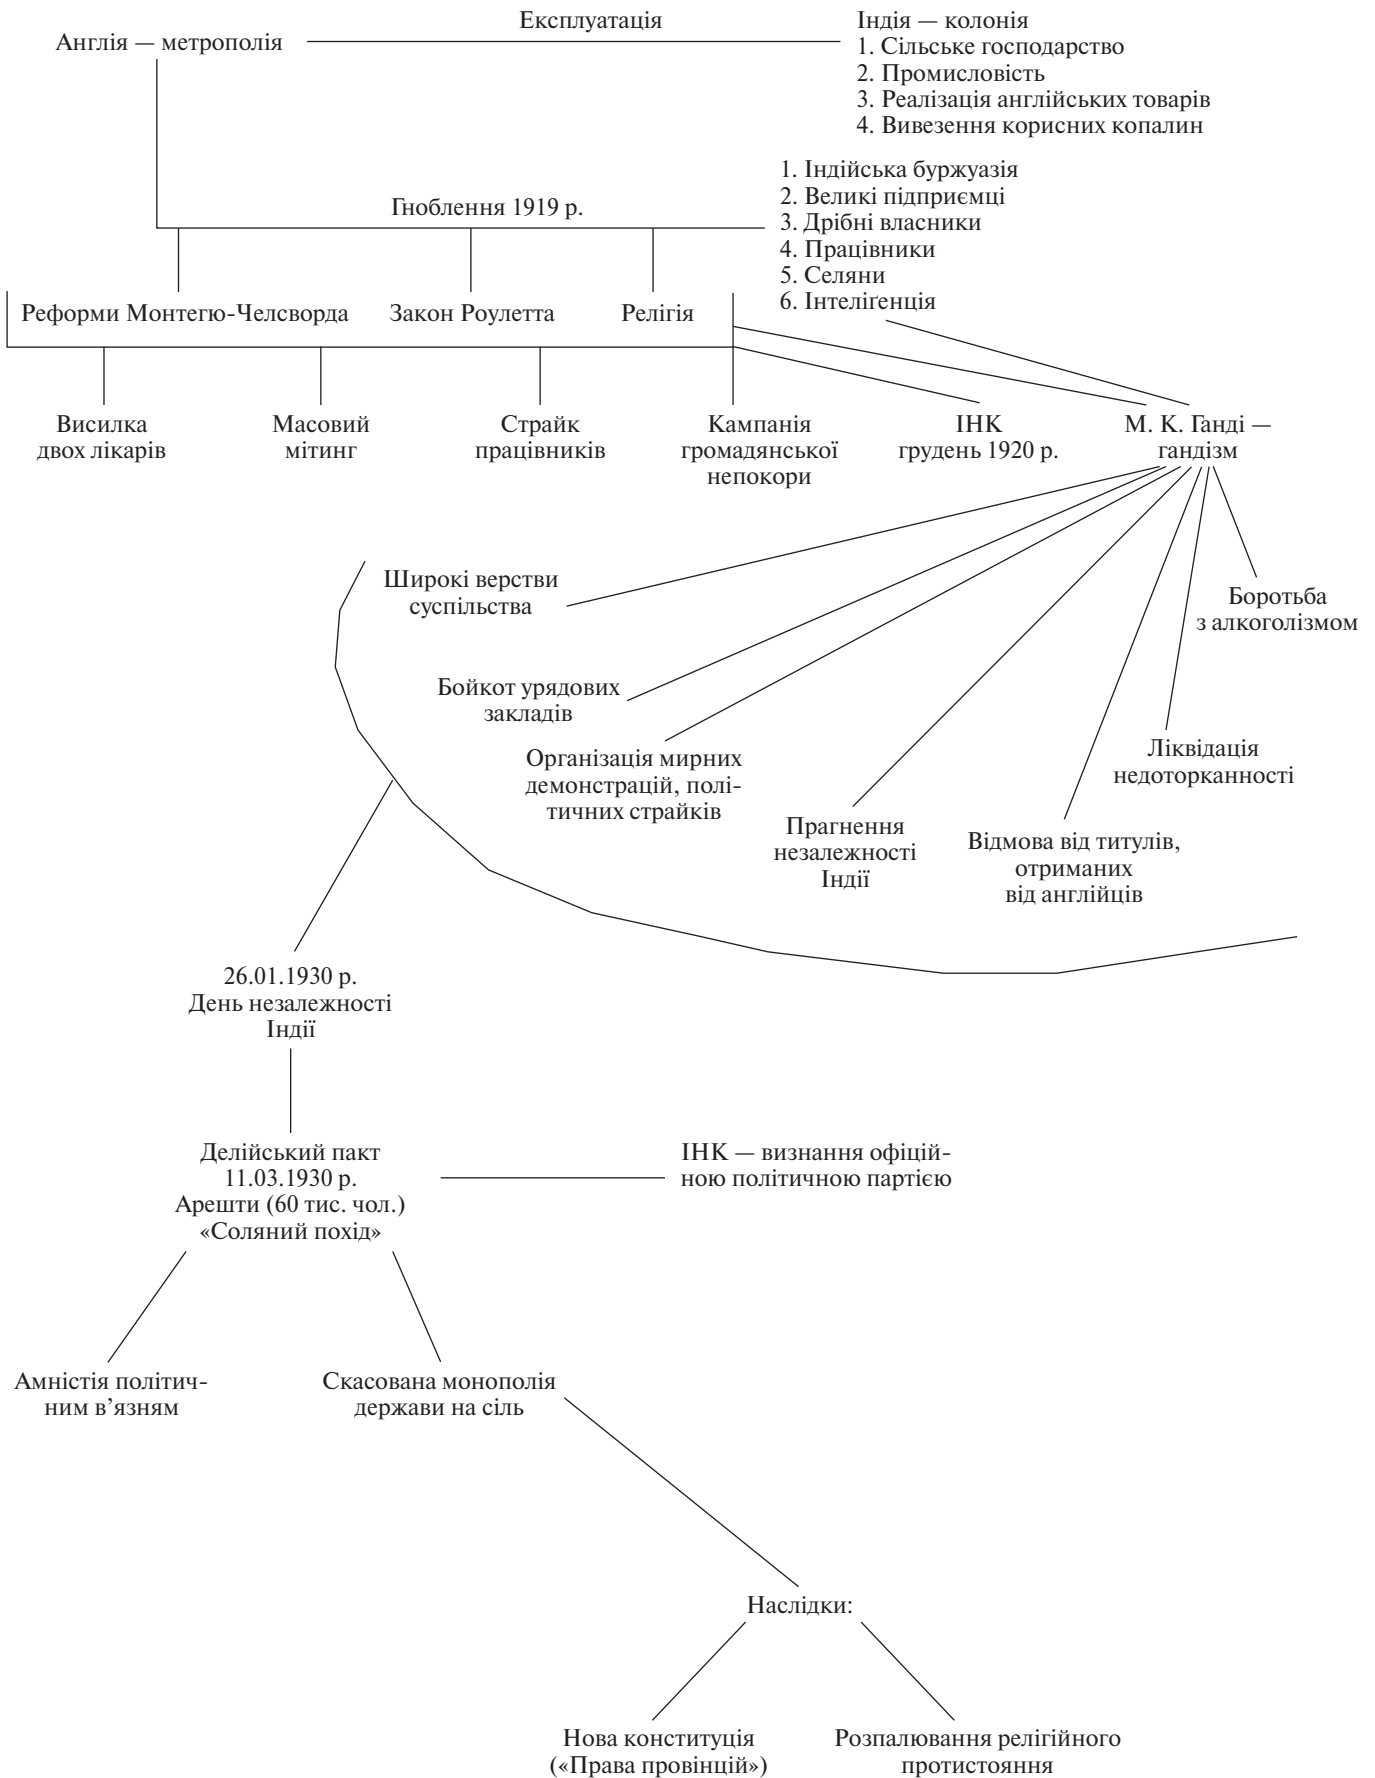 Експлуатація
Англія — метрополія
Індія — колонія
1. Сільське господарство
2. Промисловість
3. Реалізація англійських товарів
4. Вивезення корисних копалин
Гноблення 1919 р.
1. Індійська буржуазія
2. Великі підприємці
3. Дрібні власники
4. Працівники
5. Селяни
6. Інтеліґенція
Реформи Монтегю-Челсворда
Закон Роулетта
Релігія
Висилка
двох лікарів
Масовий
мітинг
Страйк
працівників
Кампанія
громадянської
непокори
ІНК
грудень 1920 р.
М. К. Ґанді —
гандізм
Широкі верстви
суспільства
Бойкот урядових
закладів
Організація мирних
демонстрацій, полі-
тичних страйків
Прагнення
незалежності
Індії
Відмова від титулів,
отриманих
від англійців
Ліквідація
недоторканності
Боротьба
з алкоголізмом
26.01.1930 р.
День незалежності
Індії
Делійський пакт
11.03.1930 р.
Арешти (60 тис. чол.)
«Соляний похід»
ІНК — визнання офіцій-
ною політичною партією
Амністія політич-
ним в’язням
Скасована монополія
держави на сіль
Наслідки:
Нова конституція
(«Права провінцій»)
Розпалювання релігійного
протистояння